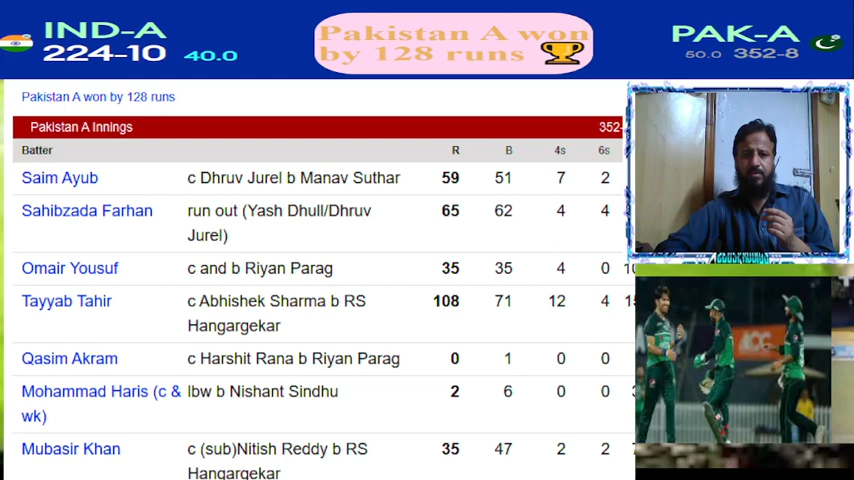 IND-A
224-10 40.0
Pakistan A won
by 128 runs
PAK-A
50.0 352-8
Pakistan A won by 128 runs
Pakistan A Innings 352-
Batter R B 4s 6s
Saim Ayub c Dhruv Jurel b Manav Suthar 59 51 7 2
Sahibzada Farhan run out (Yash Dhull/Dhruv 65 62 4 4
Jurel)
Omair Yousuf c and b Riyan Parag 35 35 4 0
Tayyab Tahir c Abhishek Sharma b RS 108 71 12 4
Hangargekar
Qasim Akram c Harshit Rana b Riyan Parag 0 1 0 0
Mohammad Haris (c & lbw b Nishant Sindhu 2 6 0 0
wk)
Mubasir Khan c (sub)Nitish Reddy b RS 35 47 2 2
Hangargekar
ACC